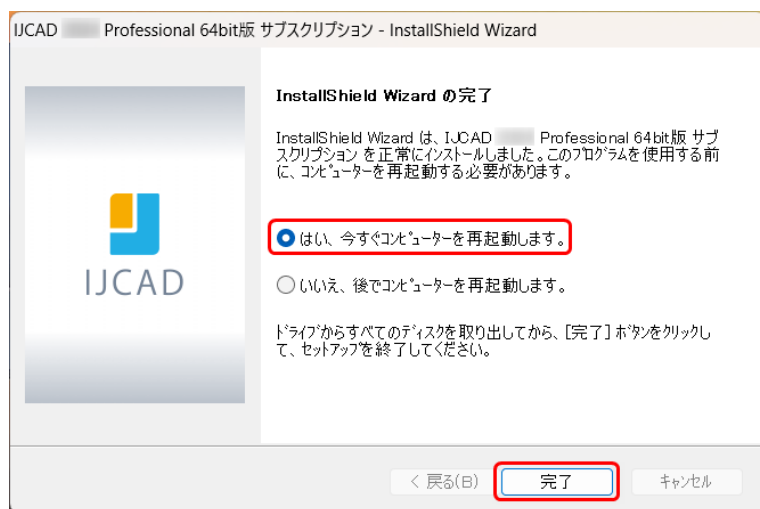 IJCAD Professional 64bit版 サブスクリプション - InstallShield Wizard
InstallShield Wizard の完了
InstallShield Wizard は、IJCAD Professional 64bit版 サブ
スクリプション を正常にインストールしました。このプログラムを使用する前
に、コンピューターを再起動する必要があります。
はい、今すぐコンピューターを再起動します。
IJCAD
いいえ、後でコンピューターを再起動します。
ドライブからすべてのディスクを取り出してから、[完了] ボタンをクリックし
て、セットアップを終了してください。
< 戻る(B)
完了
キャンセル